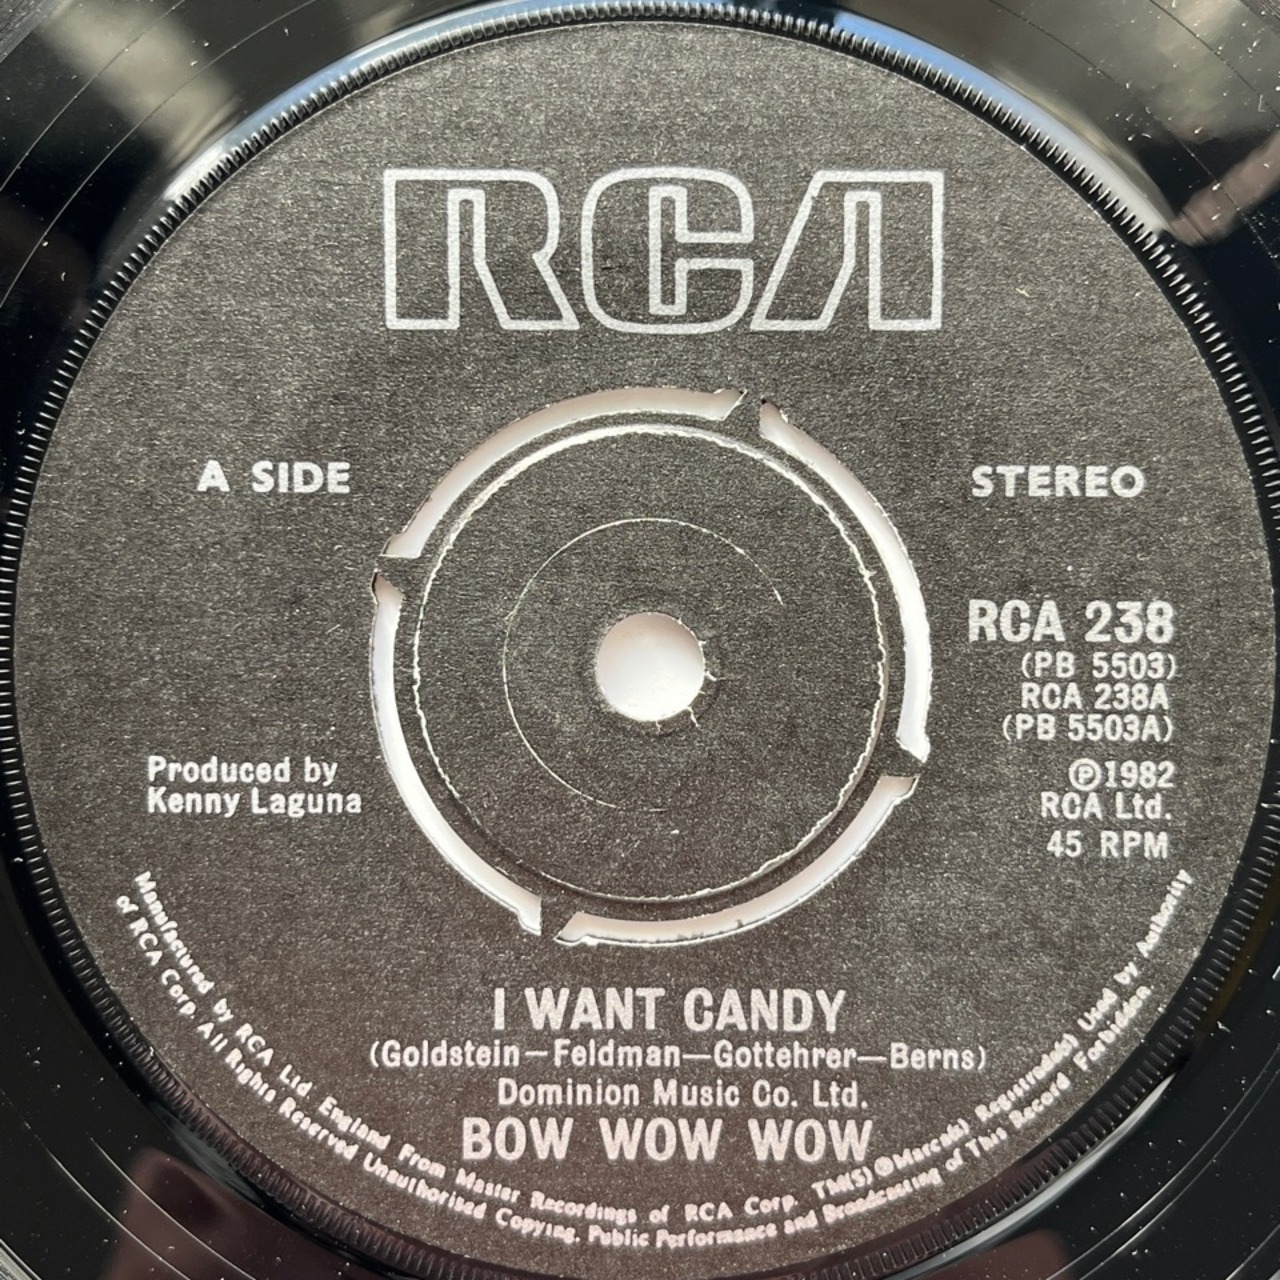 RCA
A SIDE
STEREO
RCA 238
(PB 5503)
RCA 238A
(PB 5503A)
Produced by
Kenny Laguna
Ⓟ1982
RCA Ltd.
45 RPM
I WANT CANDY
(Goldstein—Feldman—Gottehrer—Berns)
Dominion Music Co. Ltd.
BOW WOW WOW
Manufactured by RCA Ltd. England From Master Recordings of RCA Corp. TM(S) ®Marca(s) Registrada(s) Used by Authority
of RCA Corp. All Rights Reserved Unauthorised Copying, Public Performance and Broadcasting of This Record Forbidden.